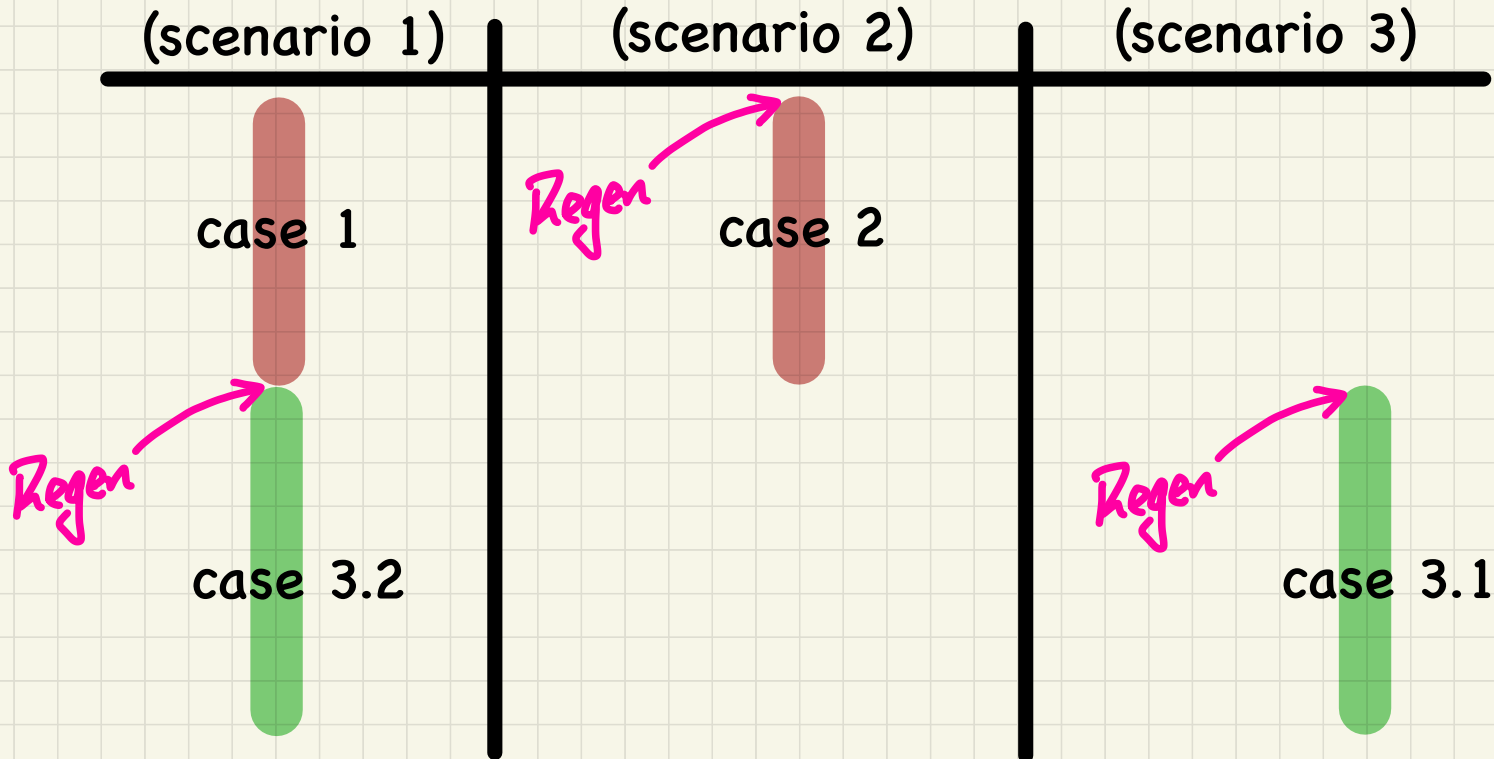 (scenario 1) (scenario 2) (scenario 3)
Regen
case 1
case 2
Regen
Regen
case 3.2
case 3.1